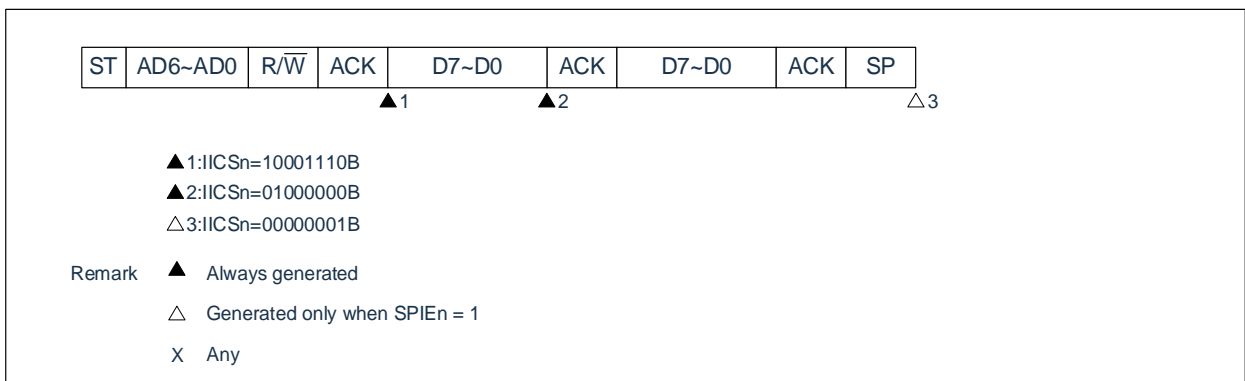 ST AD6~AD0 R/W̅ ACK D7~D0 ACK D7~D0 ACK SP
▲1 ▲2 △3
▲1:IICSn=10001110B
▲2:IICSn=01000000B
△3:IICSn=00000001B
Remark ▲ Always generated
△ Generated only when SPIEn = 1
X Any